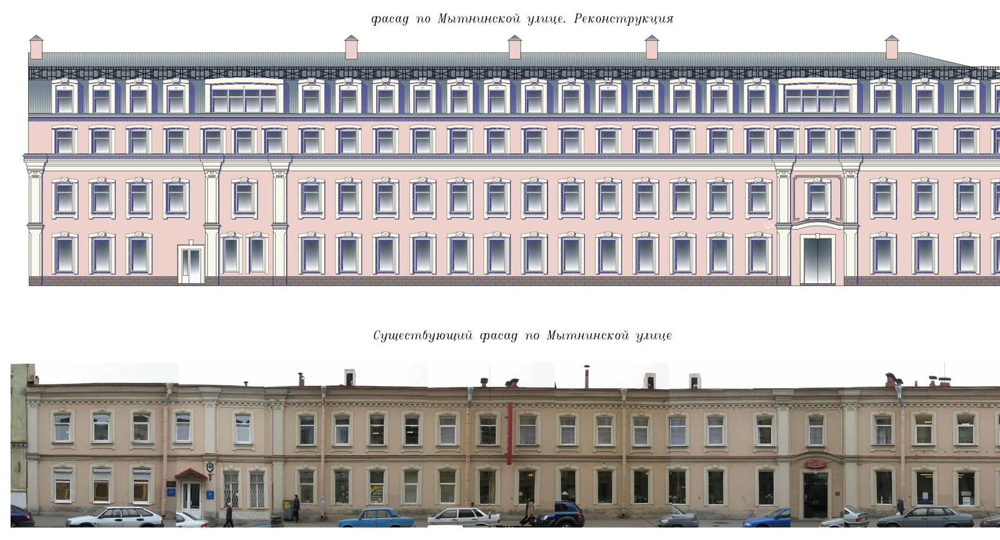 фасад по Мытнинской улице. Реконструкция
Существующий фасад по Мытнинской улице